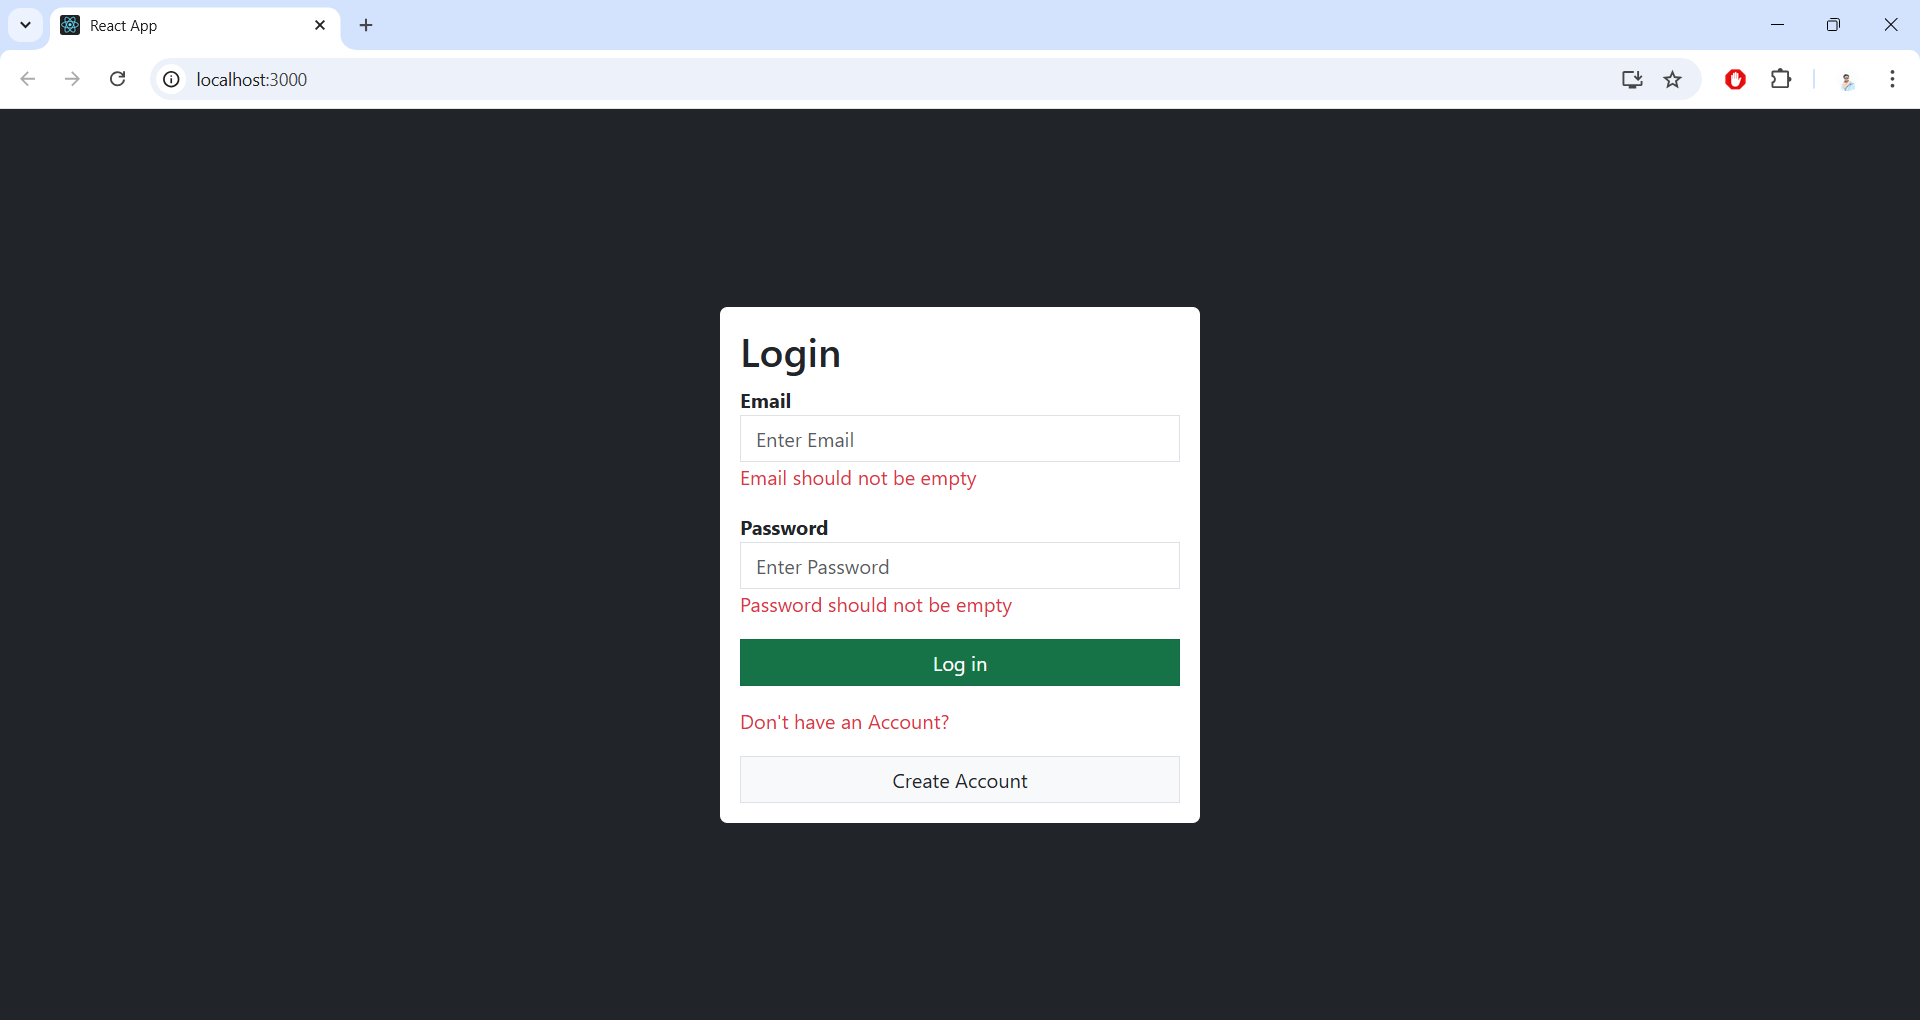 React App
localhost:3000
Login
Email
Enter Email
Email should not be empty
Password
Enter Password
Password should not be empty
Log in
Don't have an Account?
Create Account